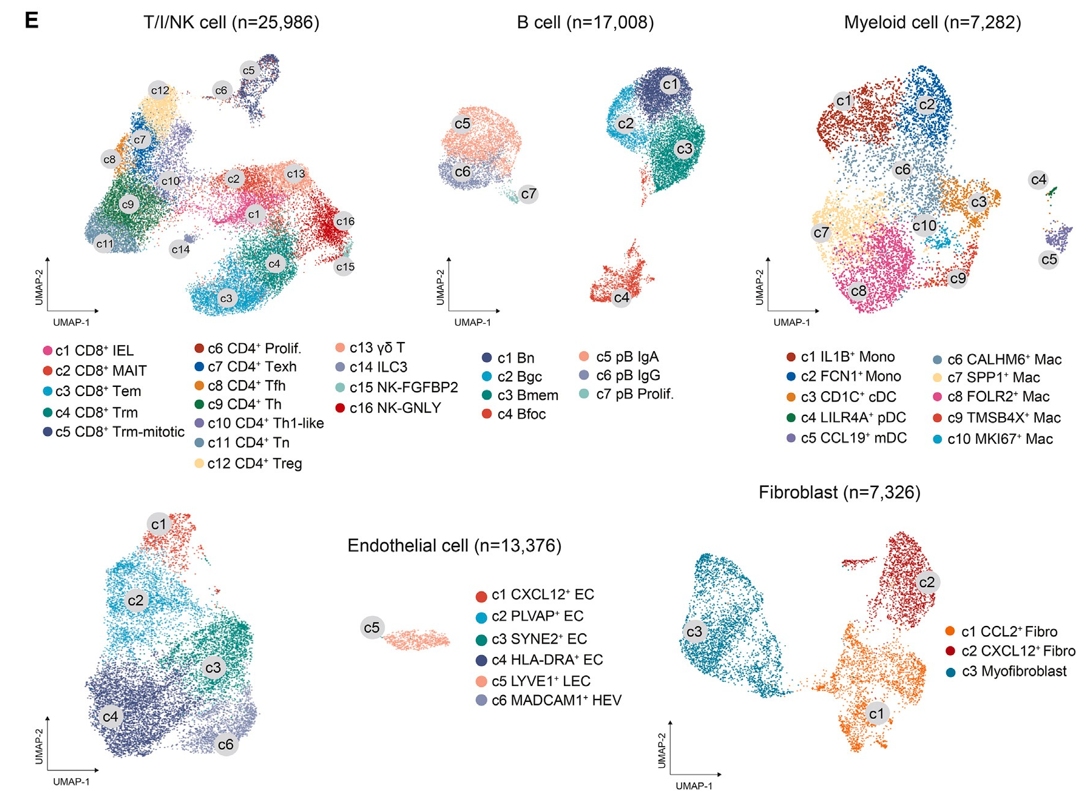 E
T/I/NK cell (n=25,986)
B cell (n=17,008)
Myeloid cell (n=7,282)
c5
c6
c12
c7
c8
c10
c2
c13
c9
c1
c16
c11
c14
c4
c15
c3
UMAP-2
UMAP-1
c1
c2
c3
c5
c6
c7
c4
UMAP-2
UMAP-1
c1
c2
c6
c4
c3
c7
c10
c5
c8
c9
UMAP-2
UMAP-1
c1 CD8⁺ IEL
c2 CD8⁺ MAIT
c3 CD8⁺ Tem
c4 CD8⁺ Trm
c5 CD8⁺ Trm-mitotic
c6 CD4⁺ Prolif.
c7 CD4⁺ Texh
c8 CD4⁺ Tfh
c9 CD4⁺ Th
c10 CD4⁺ Th1-like
c11 CD4⁺ Tn
c12 CD4⁺ Treg
c13 γδ T
c14 ILC3
c15 NK-FGFBP2
c16 NK-GNLY
c1 Bn
c2 Bgc
c3 Bmem
c4 Bfoc
c5 pB IgA
c6 pB IgG
c7 pB Prolif.
c1 IL1B⁺ Mono
c2 FCN1⁺ Mono
c3 CD1C⁺ cDC
c4 LILR4A⁺ pDC
c5 CCL19⁺ mDC
c6 CALHM6⁺ Mac
c7 SPP1⁺ Mac
c8 FOLR2⁺ Mac
c9 TMSB4X⁺ Mac
c10 MKI67⁺ Mac
Endothelial cell (n=13,376)
c1
c2
c3
c4
c6
c5
UMAP-2
UMAP-1
c1 CXCL12⁺ EC
c2 PLVAP⁺ EC
c3 SYNE2⁺ EC
c4 HLA-DRA⁺ EC
c5 LYVE1⁺ LEC
c6 MADCAM1⁺ HEV
Fibroblast (n=7,326)
c2
c3
c1
UMAP-2
UMAP-1
c1 CCL2⁺ Fibro
c2 CXCL12⁺ Fibro
c3 Myofibroblast